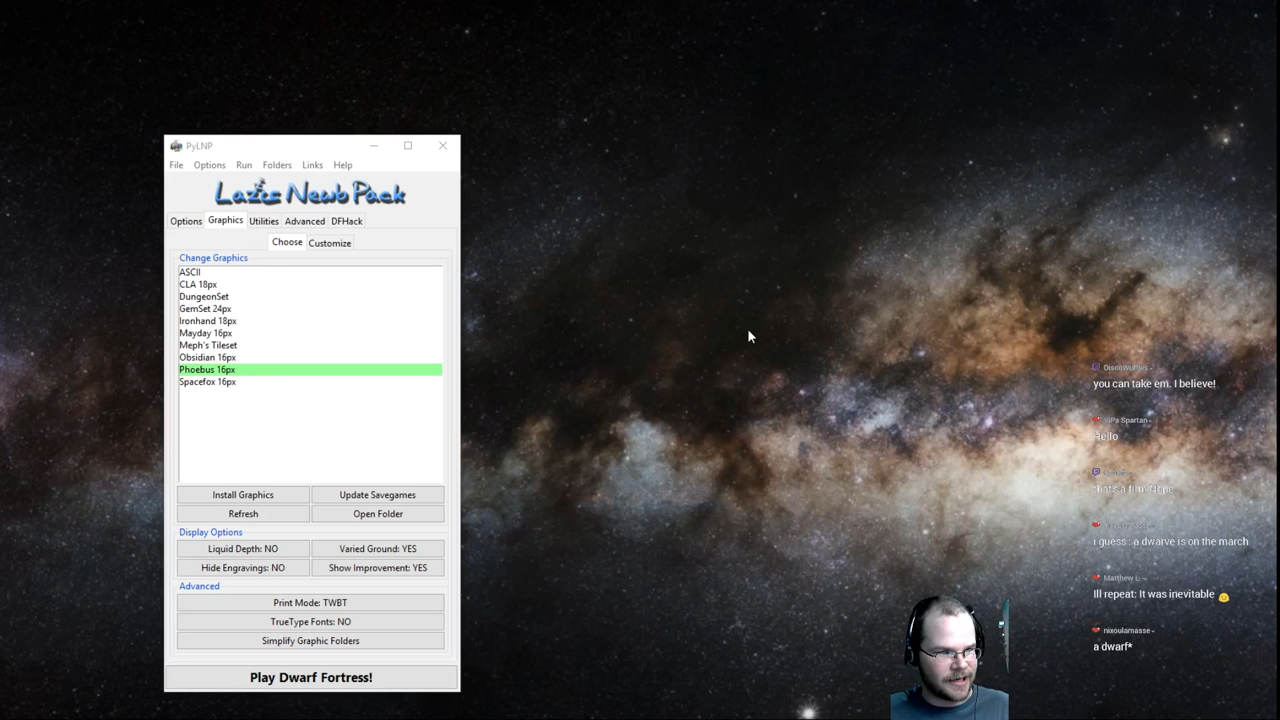 PyLNP
File Options Run Folders Links Help
Lazy Newb Pack
Options Graphics Utilities Advanced DFHack
Choose Customize
Change Graphics
ASCII
CLA 18px
DungeonSet
GemSet 24px
Ironhand 18px
Mayday 16px
Meph's Tileset
Obsidian 16px
Phoebus 16px
Spacefox 16px
Install Graphics Update Savegames
Refresh Open Folder
Display Options
Liquid Depth: NO Varied Ground: YES
Hide Engravings: NO Show Improvement: YES
Advanced
Print Mode: TWBT
TrueType Fonts: NO
Simplify Graphic Folders
Play Dwarf Fortress!
you can take em. I believe!
Spartan -
Hello
i guess : a dwarve is on the march
Matthew L. -
Ill repeat: It was inevitable
nixoulamasse -
a dwarf*